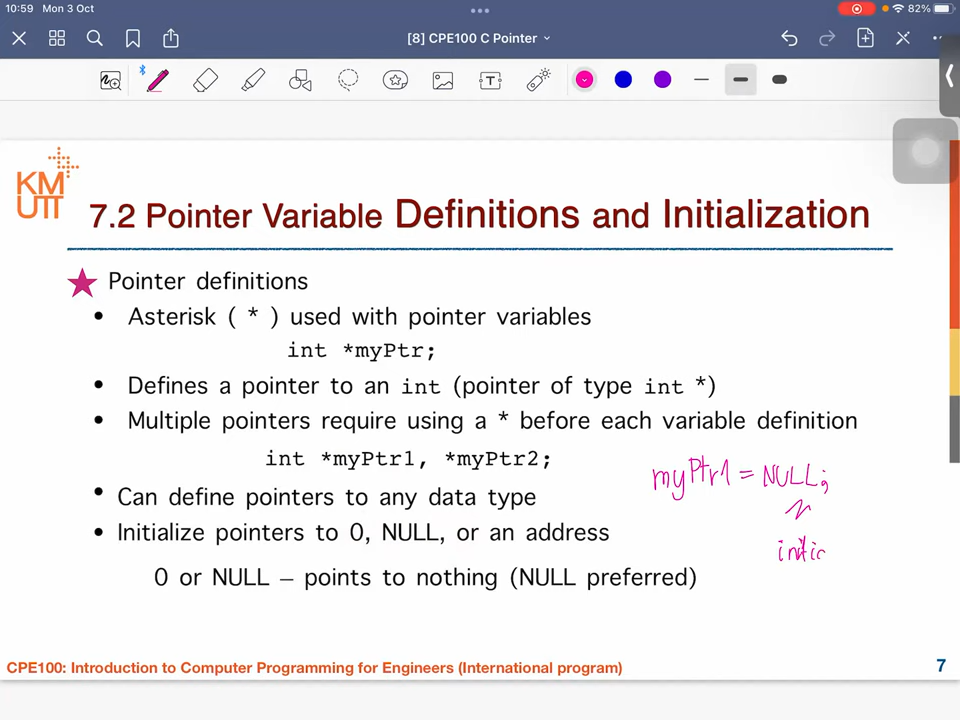 10:59 Mon 3 Oct 82%
[8] CPE100 C Pointer
T
KM
UTT
7.2 Pointer Variable Definitions and Initialization
★ Pointer definitions
• Asterisk ( * ) used with pointer variables
int *myPtr;
• Defines a pointer to an int (pointer of type int *)
• Multiple pointers require using a * before each variable definition
int *myPtr1, *myPtr2;
myPtr1 = NULL;
• Can define pointers to any data type
• Initialize pointers to 0, NULL, or an address
initic
0 or NULL – points to nothing (NULL preferred)
CPE100: Introduction to Computer Programming for Engineers (International program) 7